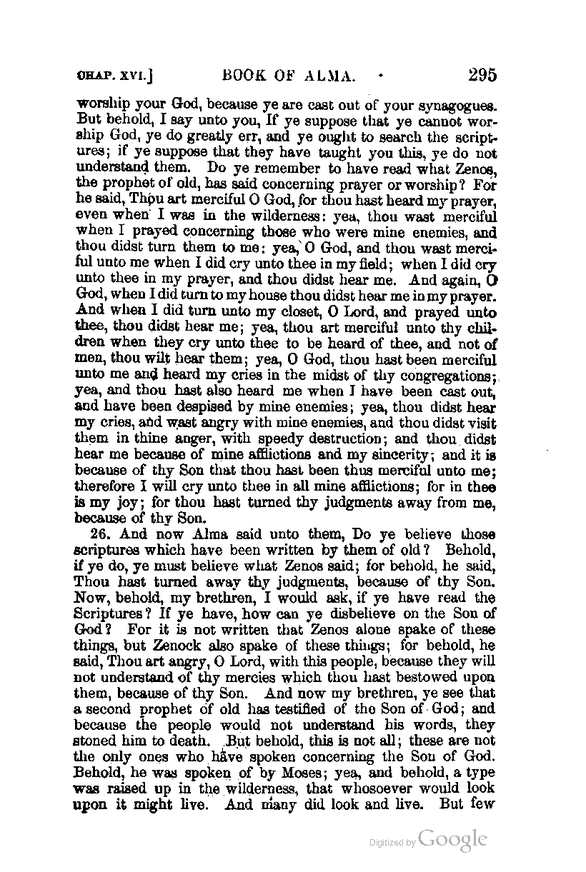 CHAP. XVI.] BOOK OF ALMA. 295
worship your God, because ye are cast out of your synagogues.
But behold, I say unto you, If ye suppose that ye cannot wor-
ship God, ye do greatly err, and ye ought to search the script-
ures; if ye suppose that they have taught you this, ye do not
understand them. Do ye remember to have read what Zenos,
the prophet of old, has said concerning prayer or worship? For
he said, Thou art merciful O God, for thou hast heard my prayer,
even when I was in the wilderness: yea, thou wast merciful
when I prayed concerning those who were mine enemies, and
thou didst turn them to me: yea, O God, and thou wast merci-
ful unto me when I did cry unto thee in my field; when I did cry
unto thee in my prayer, and thou didst hear me. And again, O
God, when I did turn to my house thou didst hear me in my prayer.
And when I did turn unto my closet, O Lord, and prayed unto
thee, thou didst hear me; yea, thou art merciful unto thy chil-
dren when they cry unto thee to be heard of thee, and not of
men, thou wilt hear them; yea, O God, thou hast been merciful
unto me and heard my cries in the midst of thy congregations;
yea, and thou hast also heard me when I have been cast out,
and have been despised by mine enemies; yea, thou didst hear
my cries, and wast angry with mine enemies, and thou didst visit
them in thine anger, with speedy destruction; and thou didst
hear me because of mine afflictions and my sincerity; and it is
because of thy Son that thou hast been thus merciful unto me;
therefore I will cry unto thee in all mine afflictions; for in thee
is my joy; for thou hast turned thy judgments away from me,
because of thy Son.
26. And now Alma said unto them, Do ye believe those
scriptures which have been written by them of old? Behold,
if ye do, ye must believe what Zenos said; for behold, he said,
Thou hast turned away thy judgments, because of thy Son.
Now, behold, my brethren, I would ask, if ye have read the
Scriptures? If ye have, how can ye disbelieve on the Son of
God? For it is not written that Zenos alone spake of these
things, but Zenock also spake of these things; for behold, he
said, Thou art angry, O Lord, with this people, because they will
not understand of thy mercies which thou hast bestowed upon
them, because of thy Son. And now my brethren, ye see that
a second prophet of old has testified of the Son of God; and
because the people would not understand his words, they
stoned him to death. But behold, this is not all; these are not
the only ones who have spoken concerning the Son of God.
Behold, he was spoken of by Moses; yea, and behold, a type
was raised up in the wilderness, that whosoever would look
upon it might live. And many did look and live. But few
Digitized by Google